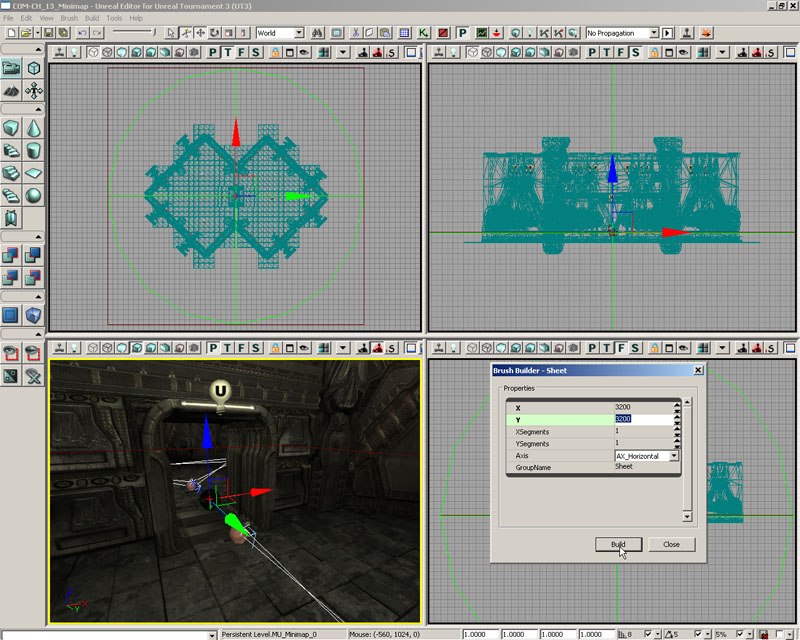 COM-CH_13_Minimap - Unreal Editor for Unreal Tournament 3 (UT3)
File Edit View Brush Build Tools Help
World
K
P
No Propagation
P T F S
S
P T F S
S
P T F S
S
P T F S
S
U
Z
X
Y
Brush Builder - Sheet
Properties
X 3200
Y 3200
XSegments 1
YSegments 1
Axis AX_Horizontal
GroupName Sheet
Build Close
Persistent Level.MU_Minimap_0 Mouse: (-560, 1024, 0) 1.0000 1.0000 1.0000 1.0000 8 5 5%